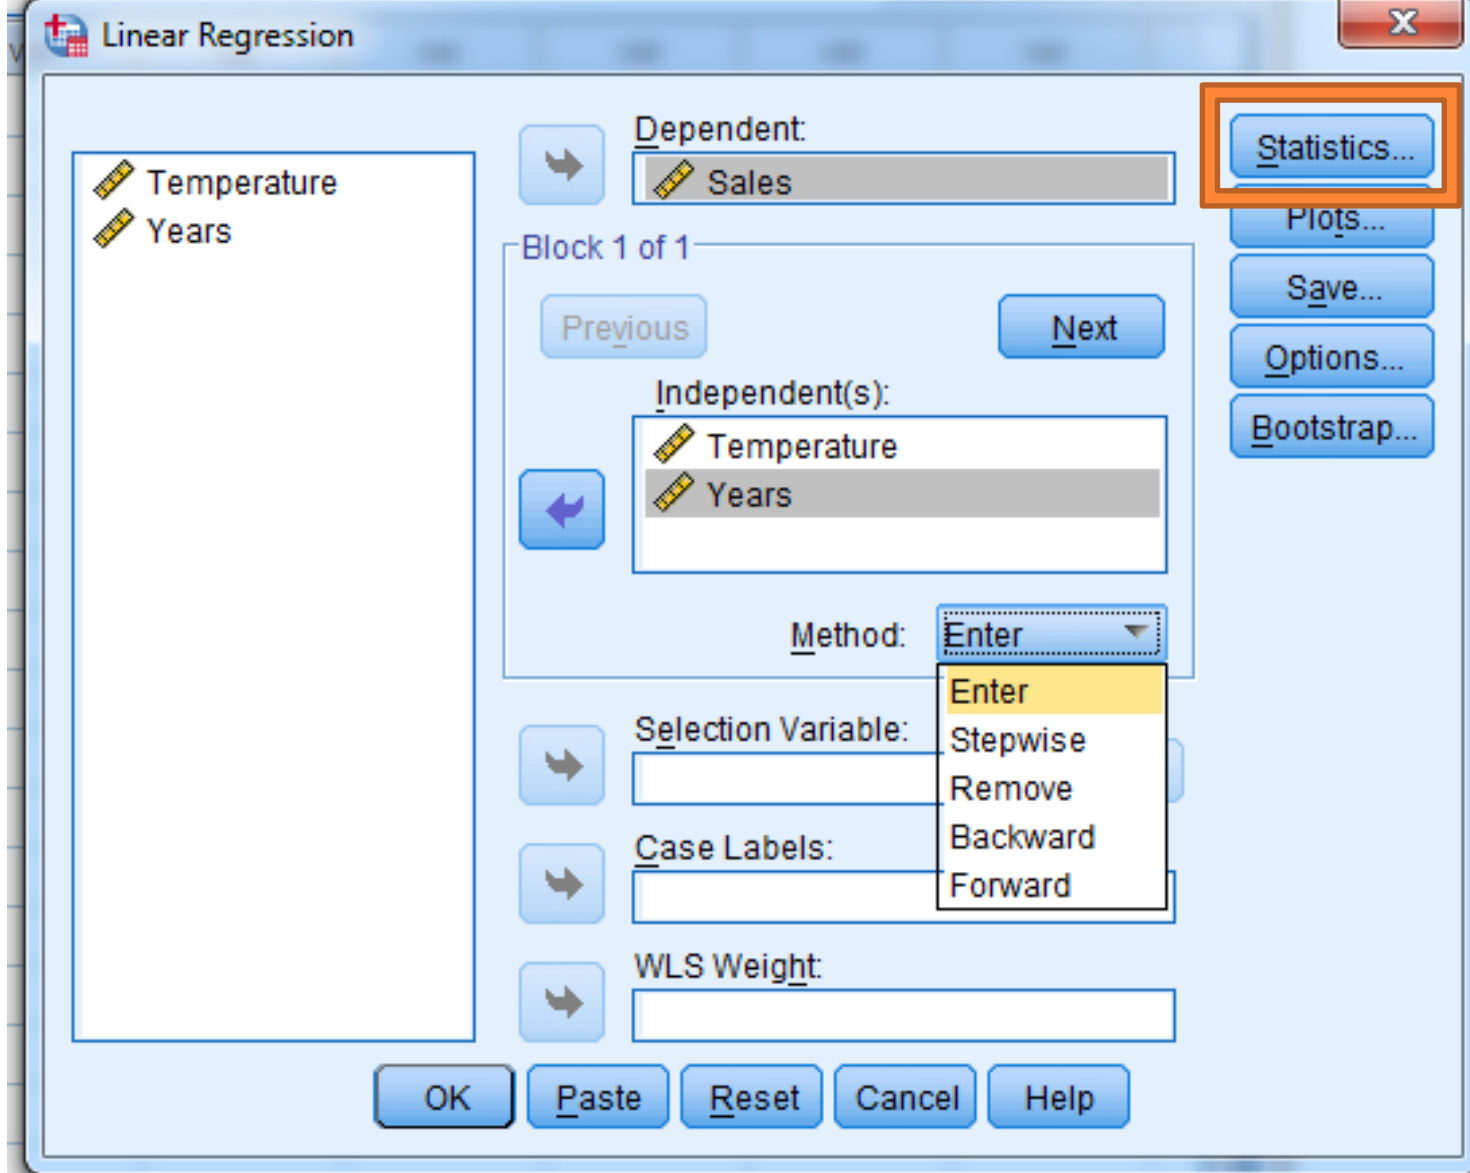 Linear Regression
Temperature
Years
Dependent:
Sales
Block 1 of 1
Previous
Next
Independent(s):
Temperature
Years
Method:
Enter
Enter
Stepwise
Remove
Backward
Forward
Selection Variable:
Case Labels:
WLS Weight:
Statistics...
Plots...
Save...
Options...
Bootstrap...
OK
Paste
Reset
Cancel
Help